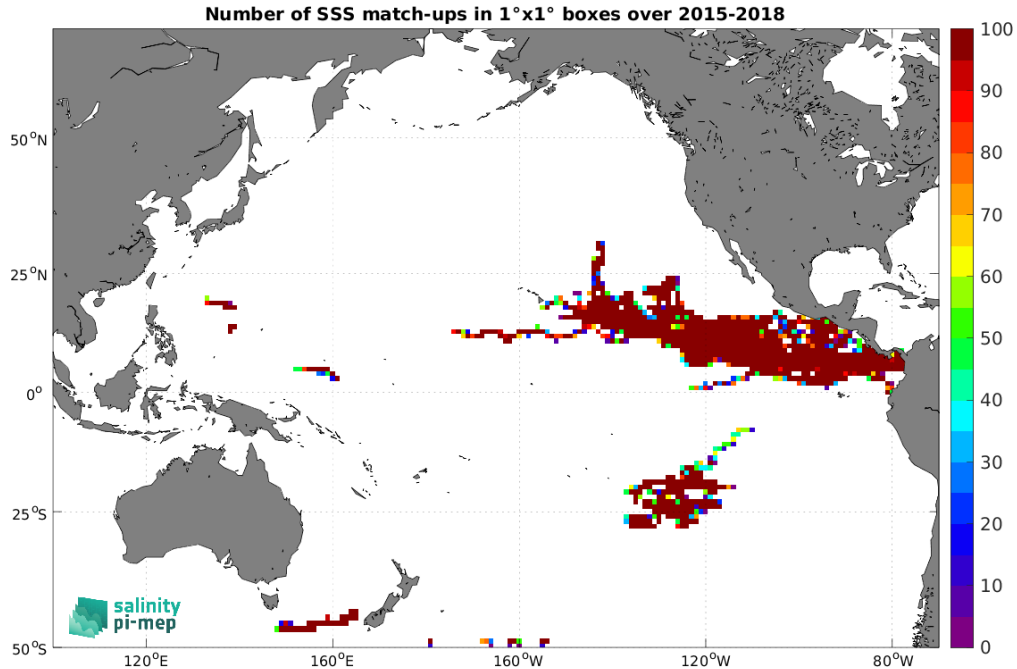 Number of SSS match-ups in 1°x1° boxes over 2015-2018
50°N
25°N
0°
25°S
50°S
120°E
160°E
160°W
120°W
80°W
100
90
80
70
60
50
40
30
20
10
0
salinity
pi-mep